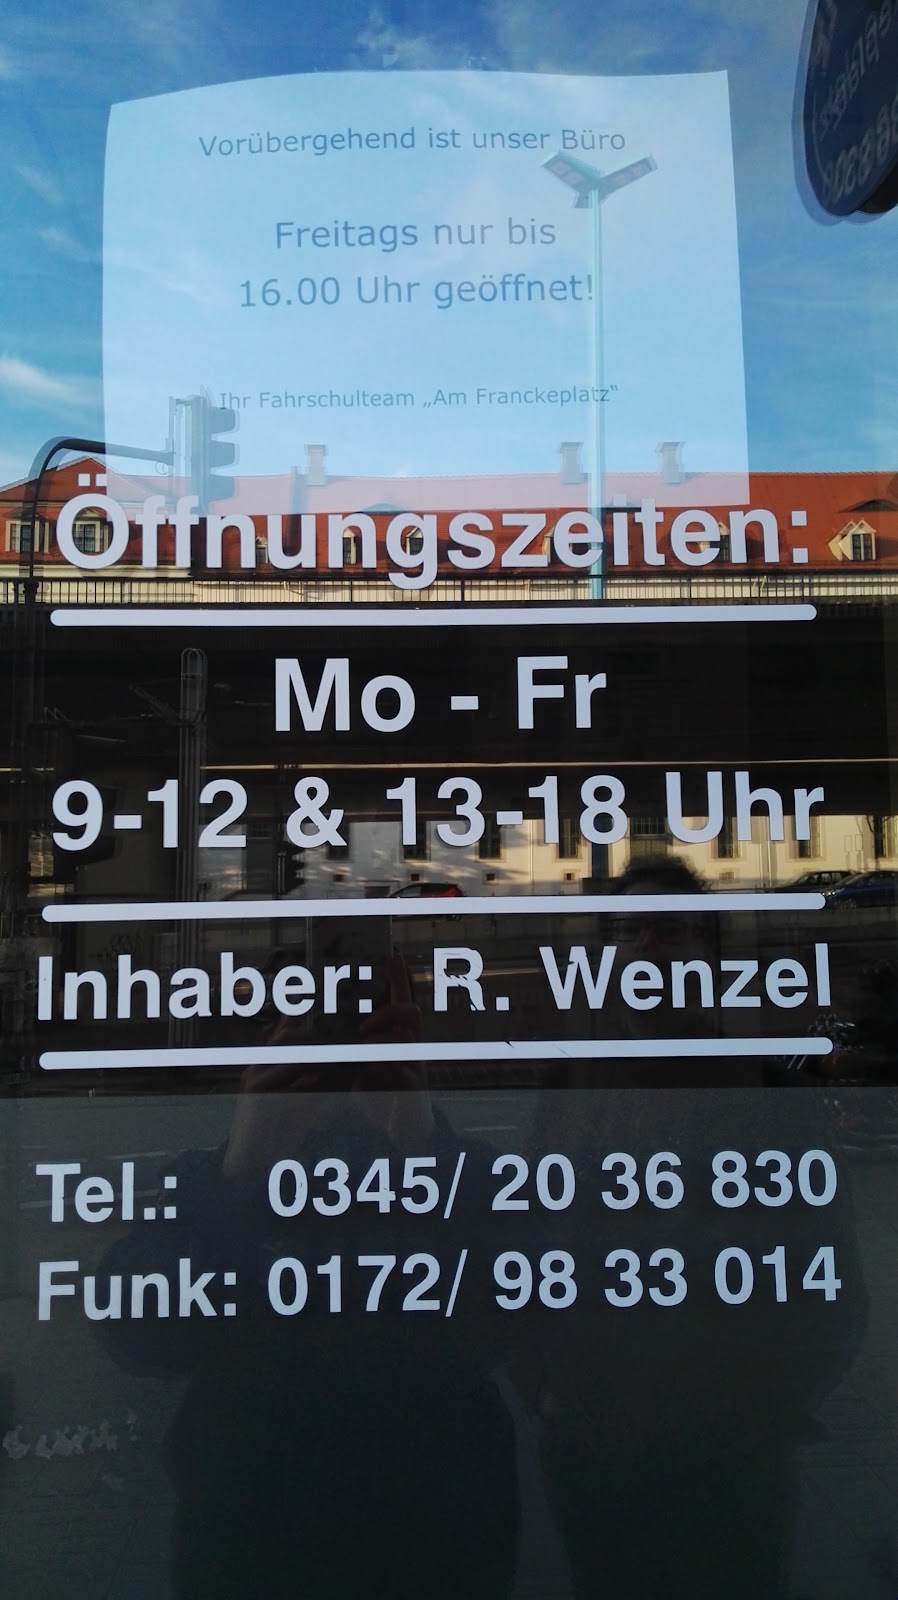 Vorübergehend ist unser Büro
Freitags nur bis
16.00 Uhr geöffnet!
Ihr Fahrschulteam „Am Franckeplatz“
Öffnungszeiten:
Mo - Fr
9-12 & 13-18 Uhr
Inhaber: R. Wenzel
Tel.: 0345/ 20 36 830
Funk: 0172/ 98 33 014